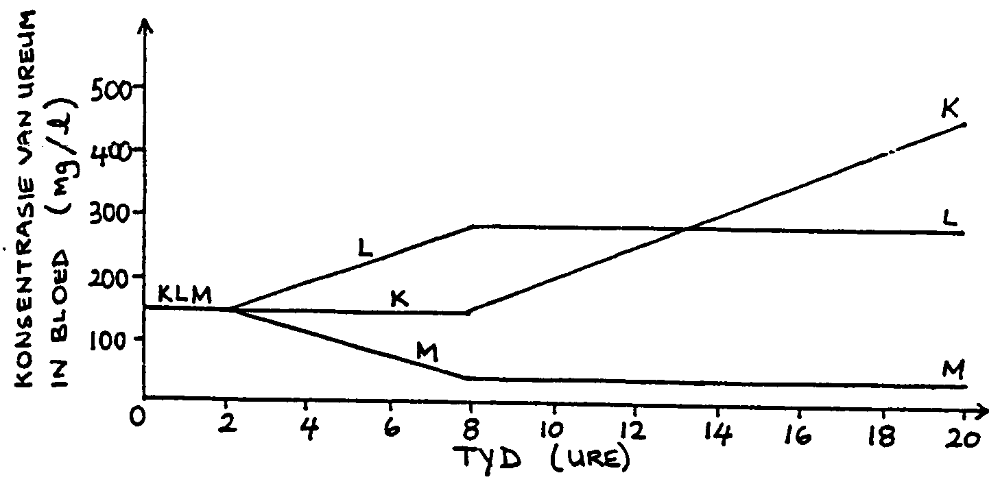 KONSENTRASIE VAN UREUM
IN BLOED (mg/l)
500
400
300
200
100
KLM
L
K
M
K
L
M
0 2 4 6 8 10 12 14 16 18 20
TYD (URE)